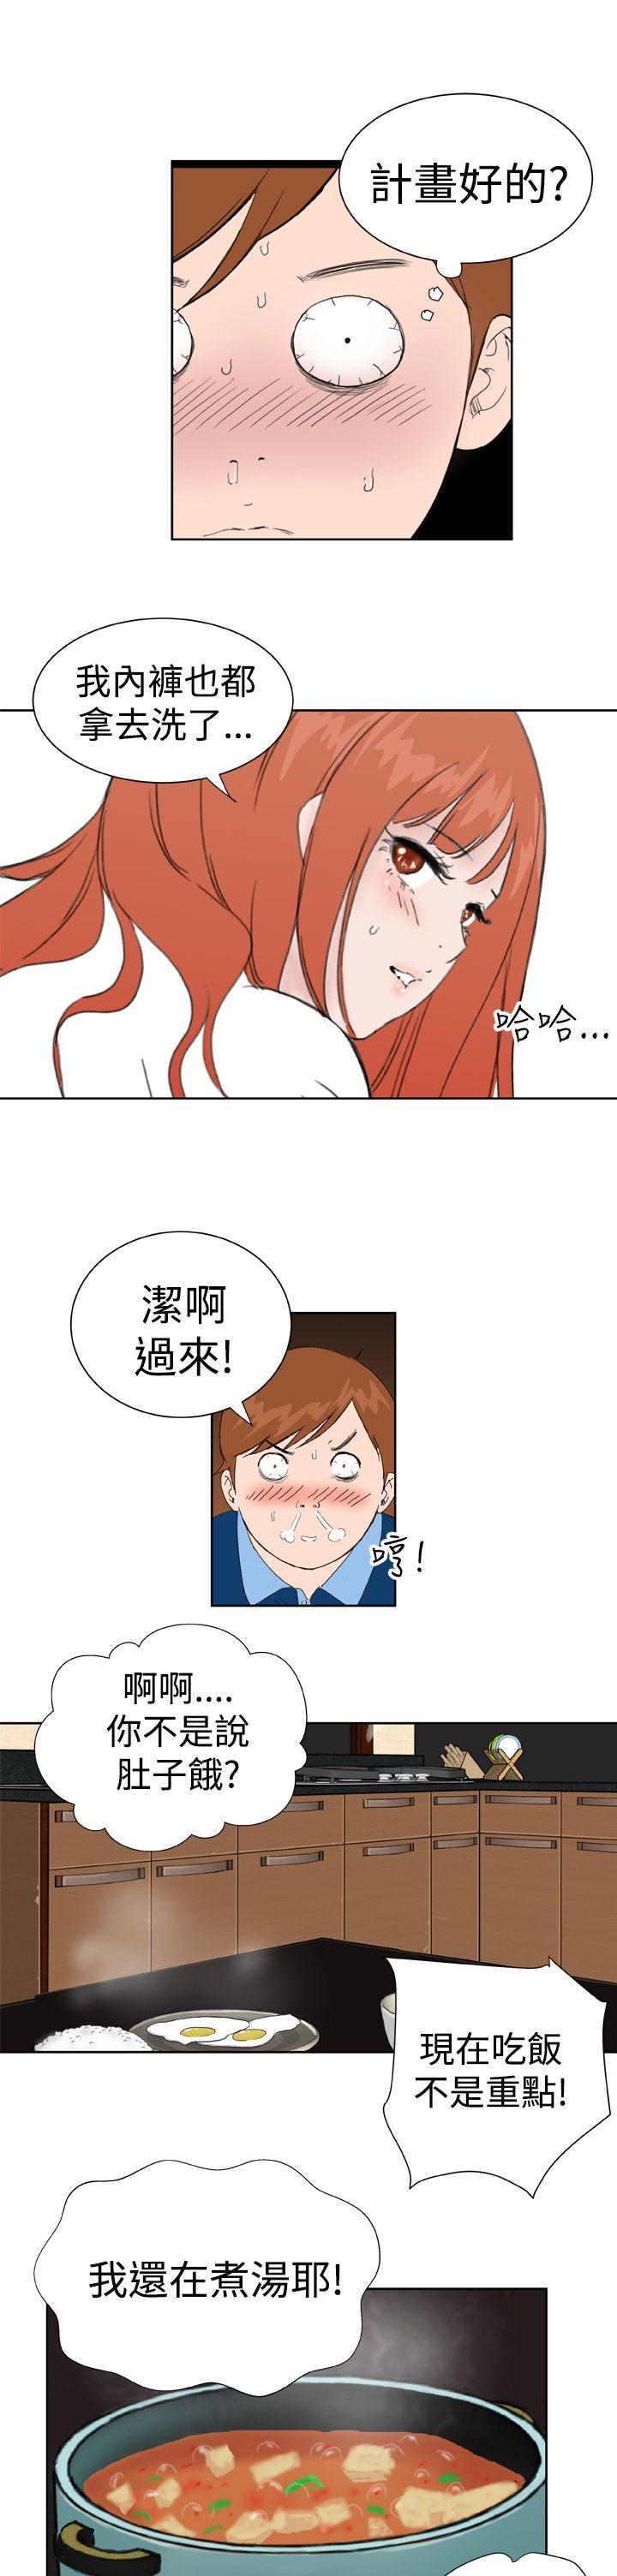 計畫好的?
我內褲也都
拿去洗了...
哈哈...
潔啊
過來!
哼!
啊啊....
你不是說
肚子餓?
現在吃飯
不是重點!
我還在煮湯耶!